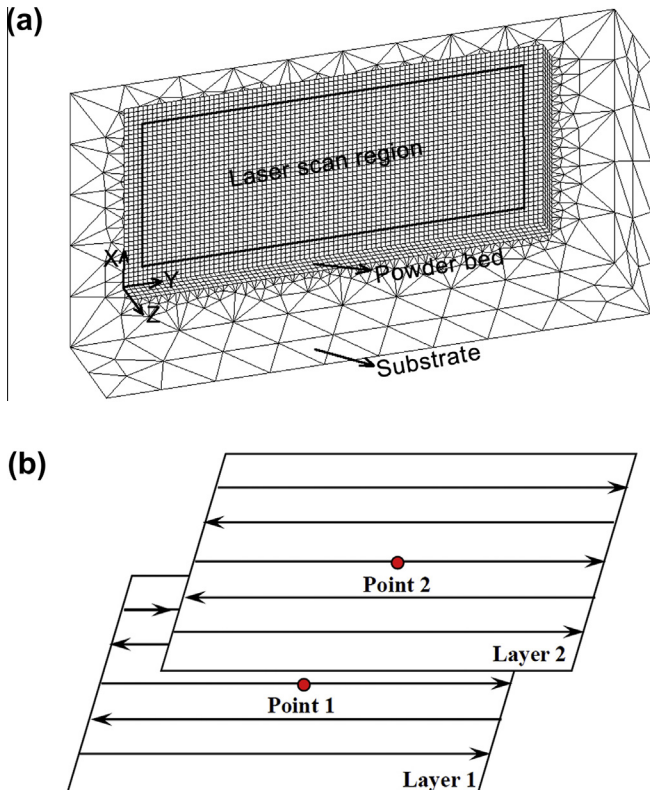 (a)
Laser scan region
X
Y
Z
Powder bed
Substrate
(b)
Point 2
Layer 2
Point 1
Layer 1